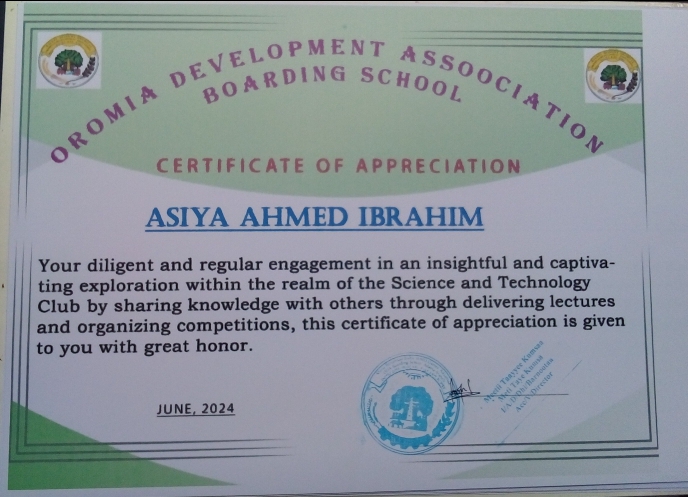 OROMIA DEVELOPMENT ASSOOCIATION
BOARDING SCHOOL
CERTIFICATE OF APPRECIATION
ASIYA AHMED IBRAHIM
Your diligent and regular engagement in an insightful and captiva-
ting exploration within the realm of the Science and Technology
Club by sharing knowledge with others through delivering lectures
and organizing competitions, this certificate of appreciation is given
to you with great honor.
JUNE, 2024